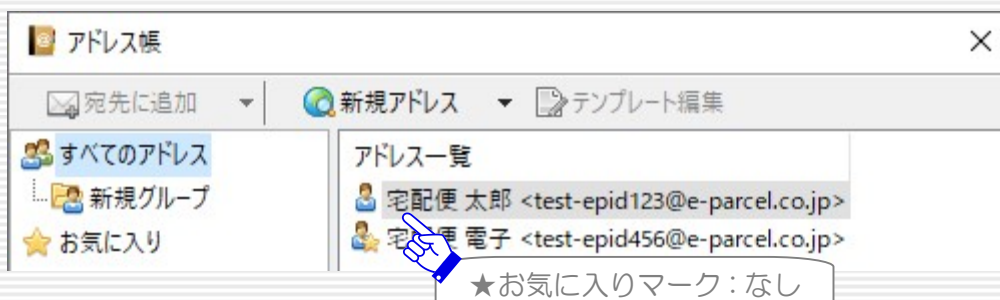 アドレス帳
宛先に追加 新規アドレス テンプレート編集
すべてのアドレス
新規グループ
お気に入り
アドレス一覧
宅配便 太郎 <test-epid123@e-parcel.co.jp>
宅配便 電子 <test-epid456@e-parcel.co.jp>
★お気に入りマーク：なし